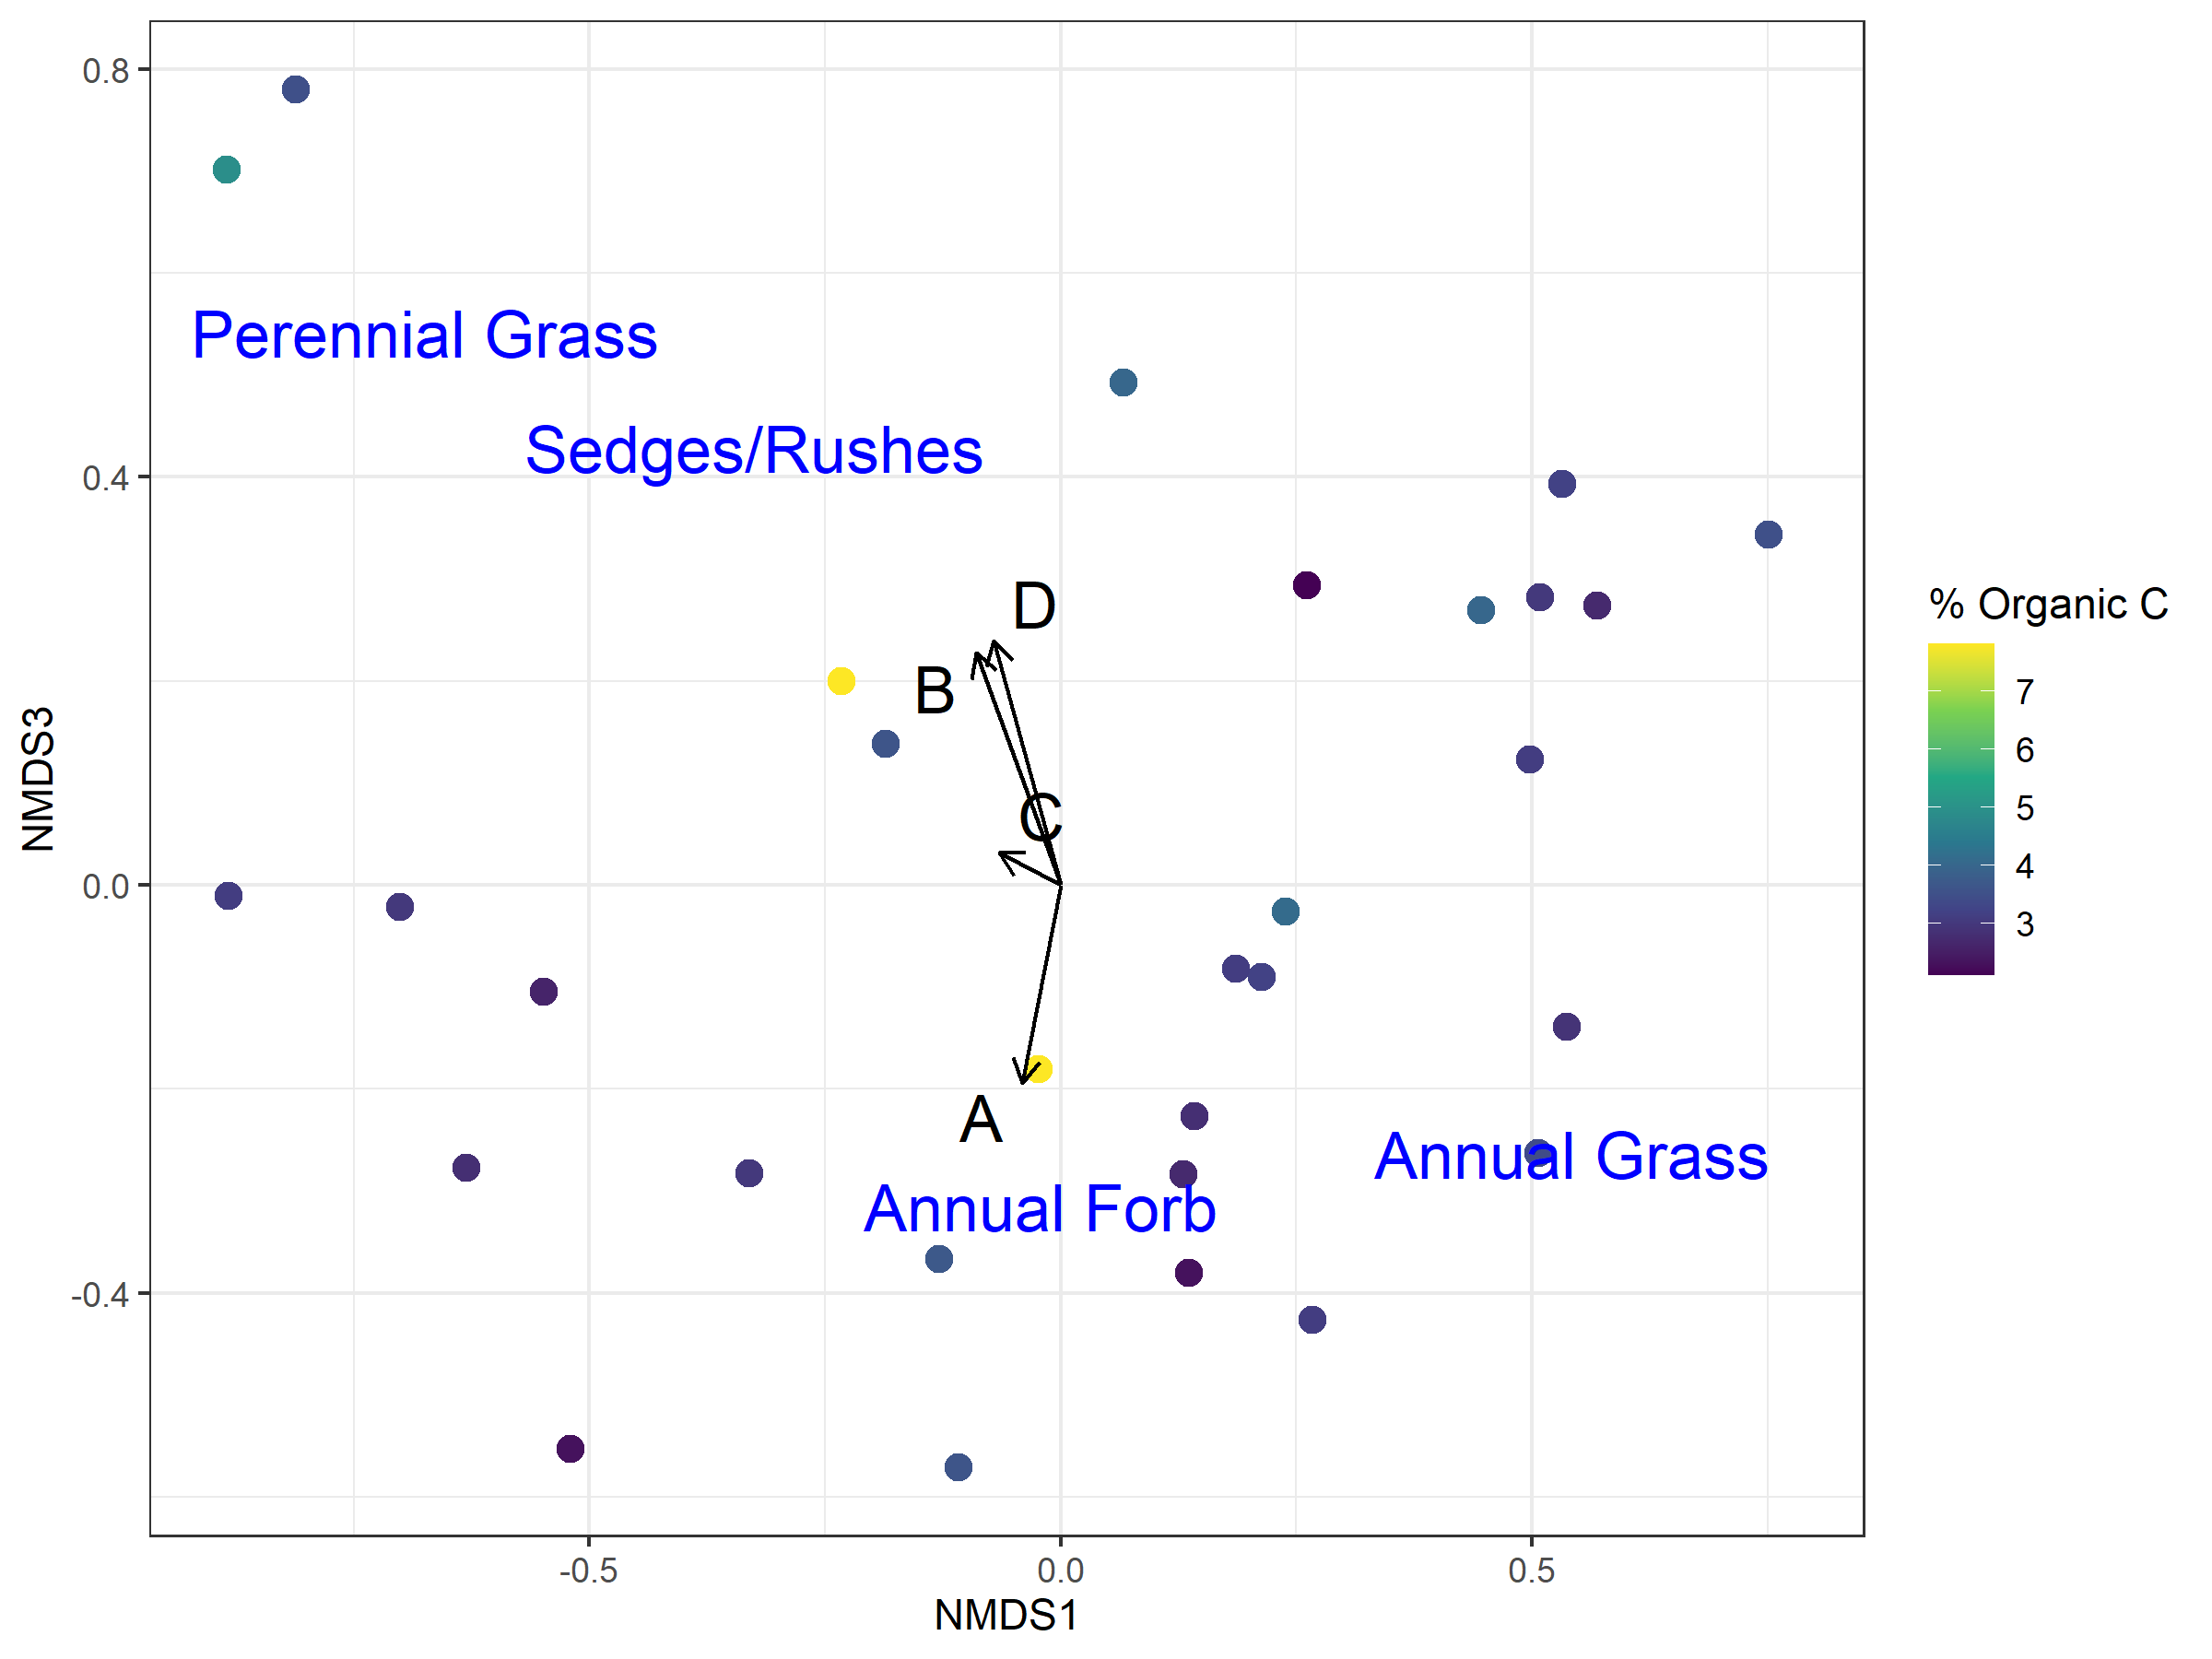 0.8
Perennial Grass
Sedges/Rushes
0.4
D
% Organic C
B
7
6
NMDS3
C
5
4
0.0
3
A
Annual Grass
Annual Forb
-0.4
-0.5
0.0
0.5
NMDS1